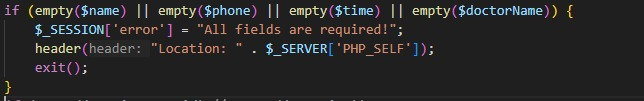 if (empty($name) || empty($phone) || empty($time) || empty($doctorName)) {
$_SESSION['error'] = "All fields are required!";
header(header: "Location: " . $_SERVER['PHP_SELF']);
exit();
}